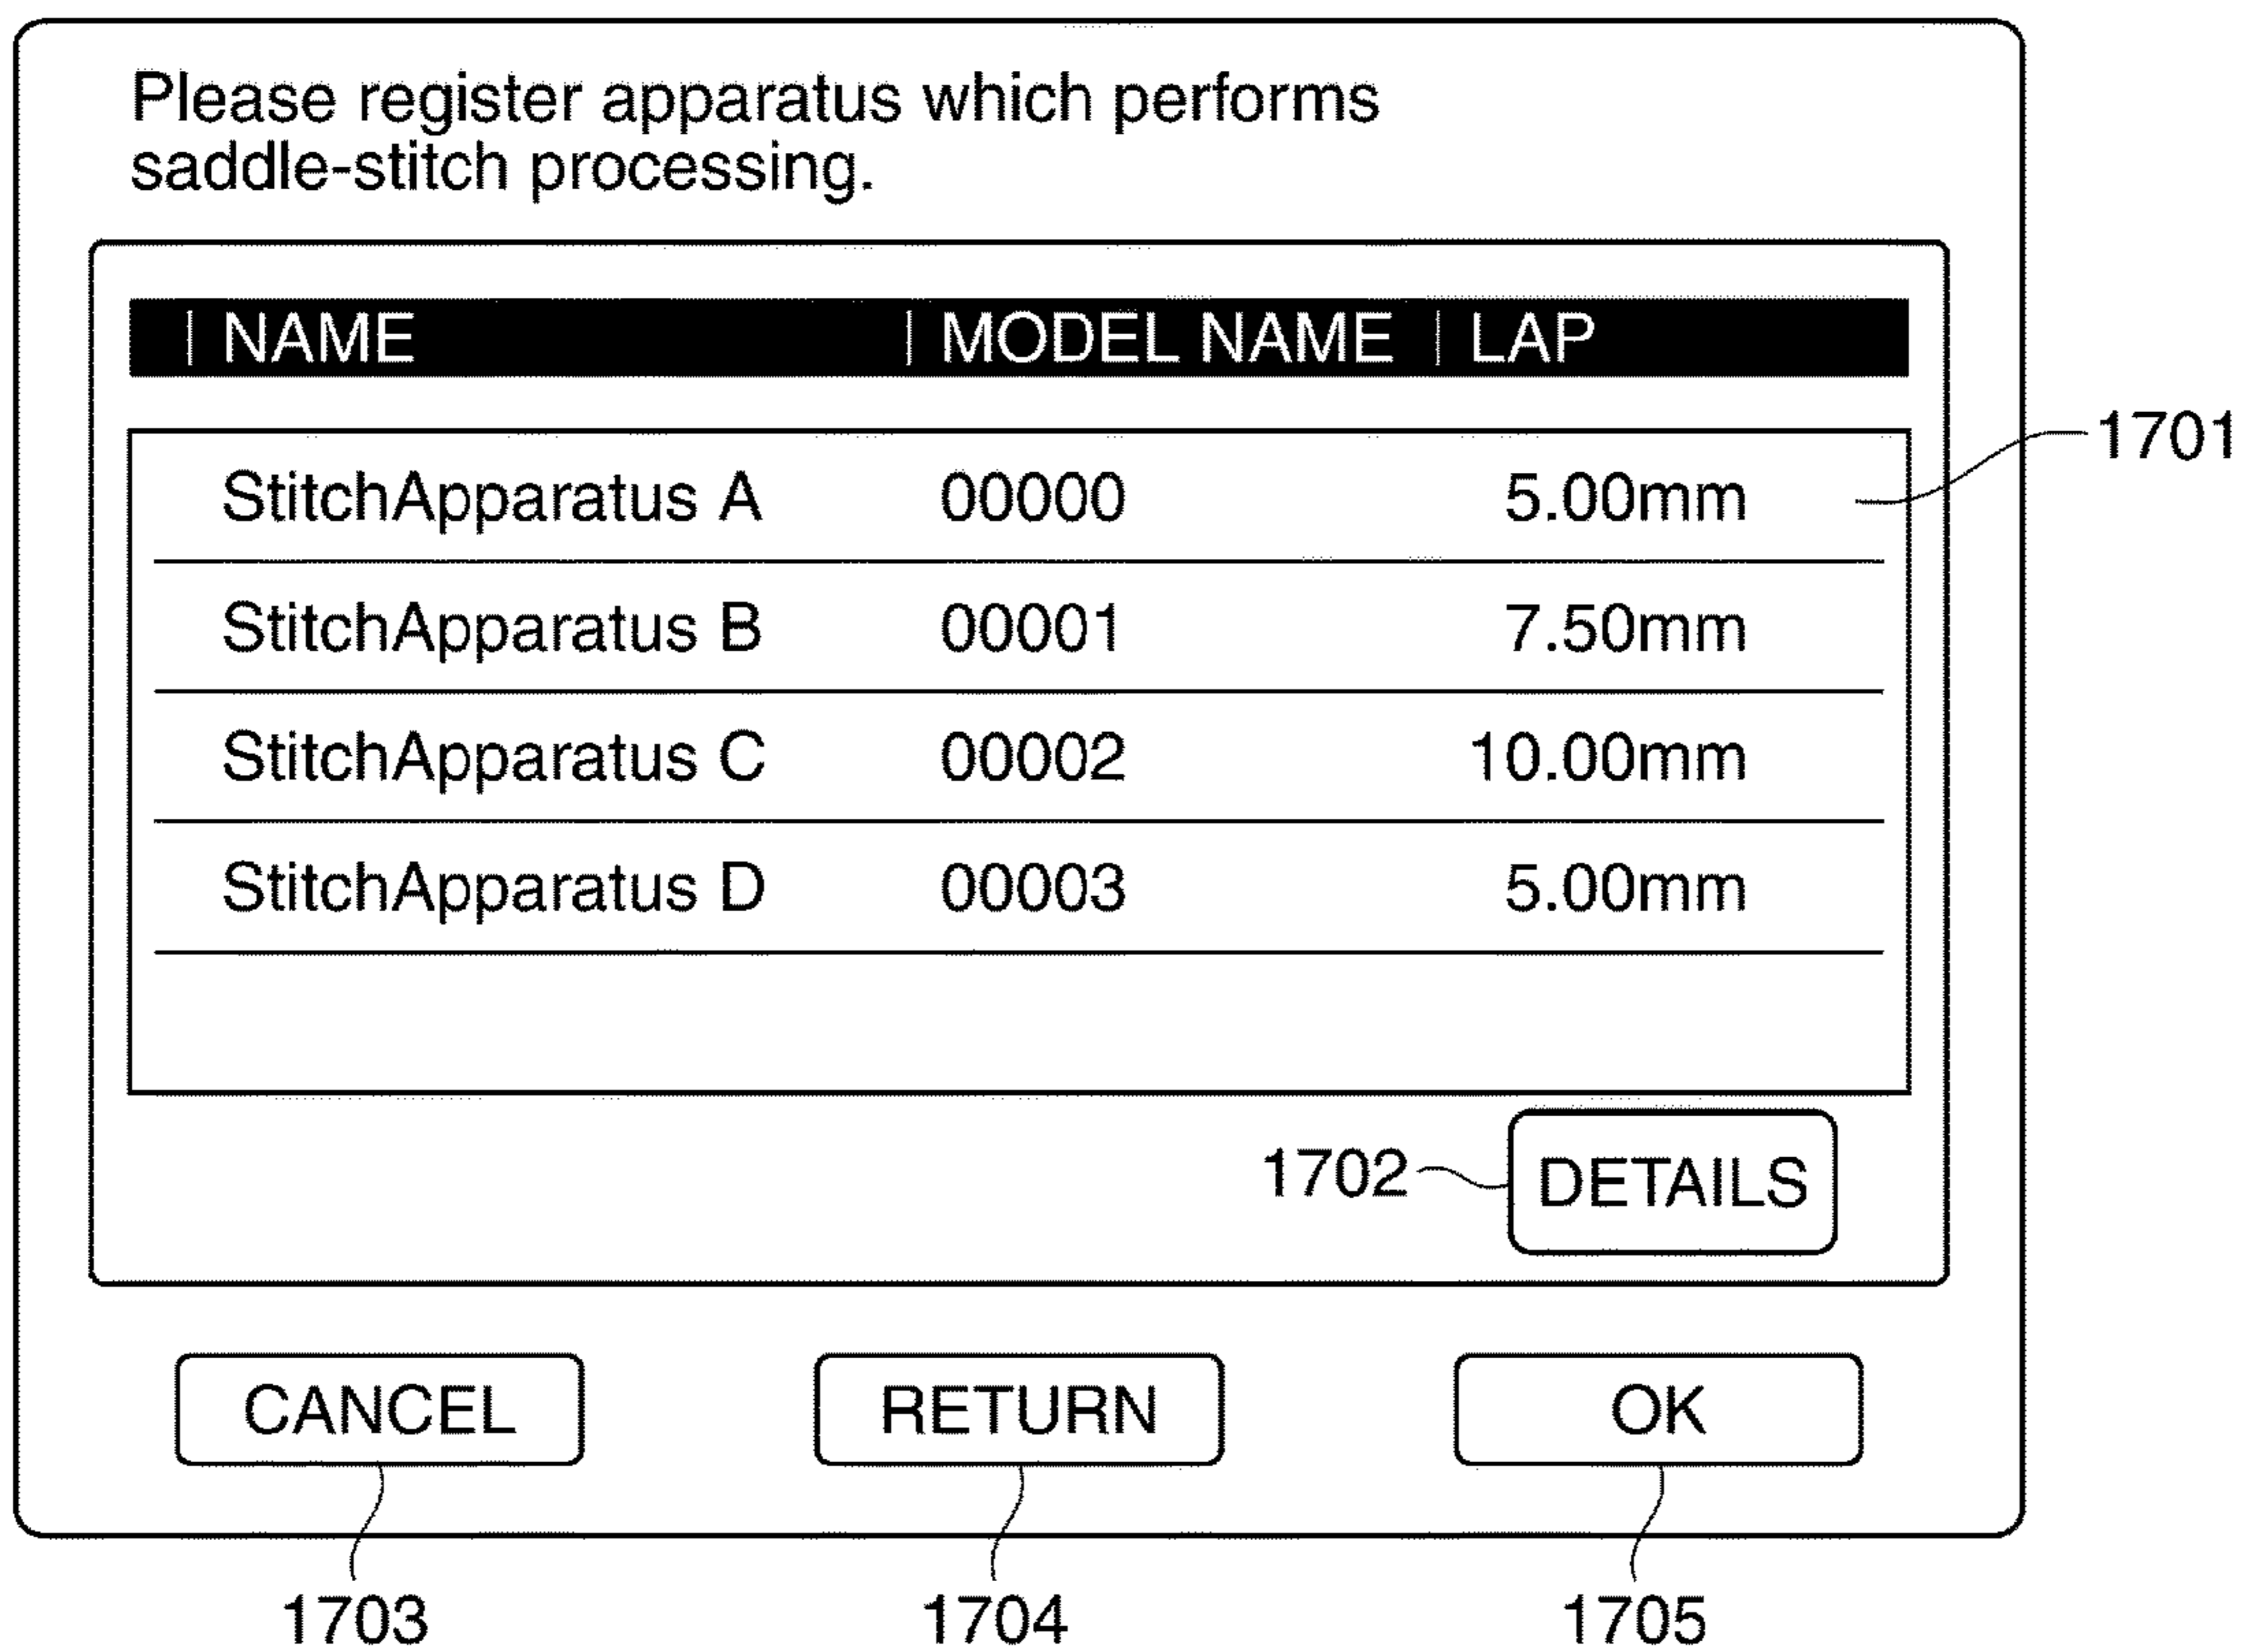 Please register apparatus which performs
saddle-stitch processing.
NAME MODEL NAME LAP
1701
StitchApparatus A 00000 5.00mm
StitchApparatus B 00001 7.50mm
StitchApparatus C 00002 10.00mm
StitchApparatus D 00003 5.00mm
1702 DETAILS
CANCEL RETURN OK
1703 1704 1705